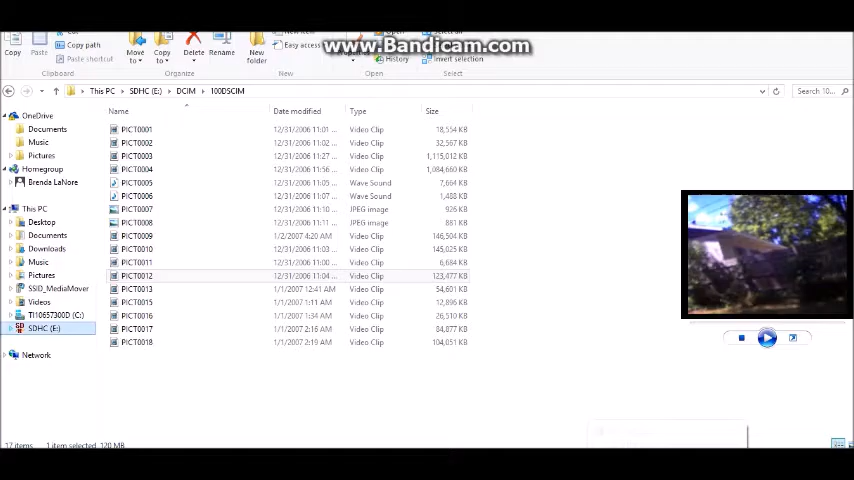 www.Bandicam.com
Copy
Paste
Copy path
Paste shortcut
Move to
Copy to
Delete
Rename
New folder
Easy access
History
Invert selection
Clipboard
Organize
New
Open
Select
This PC
SDHC (E:)
DCIM
100DSCIM
Search 10...
Name
Date modified
Type
Size
OneDrive
Documents
Music
Pictures
Homegroup
Brenda LaNore
This PC
Desktop
Documents
Downloads
Music
Pictures
SSID_MediaMover
Videos
TI10657300D (C:)
SDHC (E:)
Network
PICT0001 12/31/2006 11:01 ... Video Clip 18,554 KB
PICT0002 12/31/2006 11:02 ... Video Clip 32,567 KB
PICT0003 12/31/2006 11:27 ... Video Clip 1,115,012 KB
PICT0004 12/31/2006 11:56 ... Video Clip 1,084,660 KB
PICT0005 12/31/2006 11:05 ... Wave Sound 7,664 KB
PICT0006 12/31/2006 11:07 ... Wave Sound 1,488 KB
PICT0007 12/31/2006 11:10 ... JPEG image 926 KB
PICT0008 12/31/2006 11:11 ... JPEG image 881 KB
PICT0009 1/2/2007 4:20 AM Video Clip 146,504 KB
PICT0010 12/31/2006 11:03 ... Video Clip 145,025 KB
PICT0011 12/31/2006 11:00 ... Video Clip 6,684 KB
PICT0012 12/31/2006 11:04 ... Video Clip 123,477 KB
PICT0013 1/1/2007 12:41 AM Video Clip 54,601 KB
PICT0015 1/1/2007 1:11 AM Video Clip 12,896 KB
PICT0016 1/1/2007 1:34 AM Video Clip 26,510 KB
PICT0017 1/1/2007 2:16 AM Video Clip 84,877 KB
PICT0018 1/1/2007 2:19 AM Video Clip 104,051 KB
17 items 1 item selected 120 MB